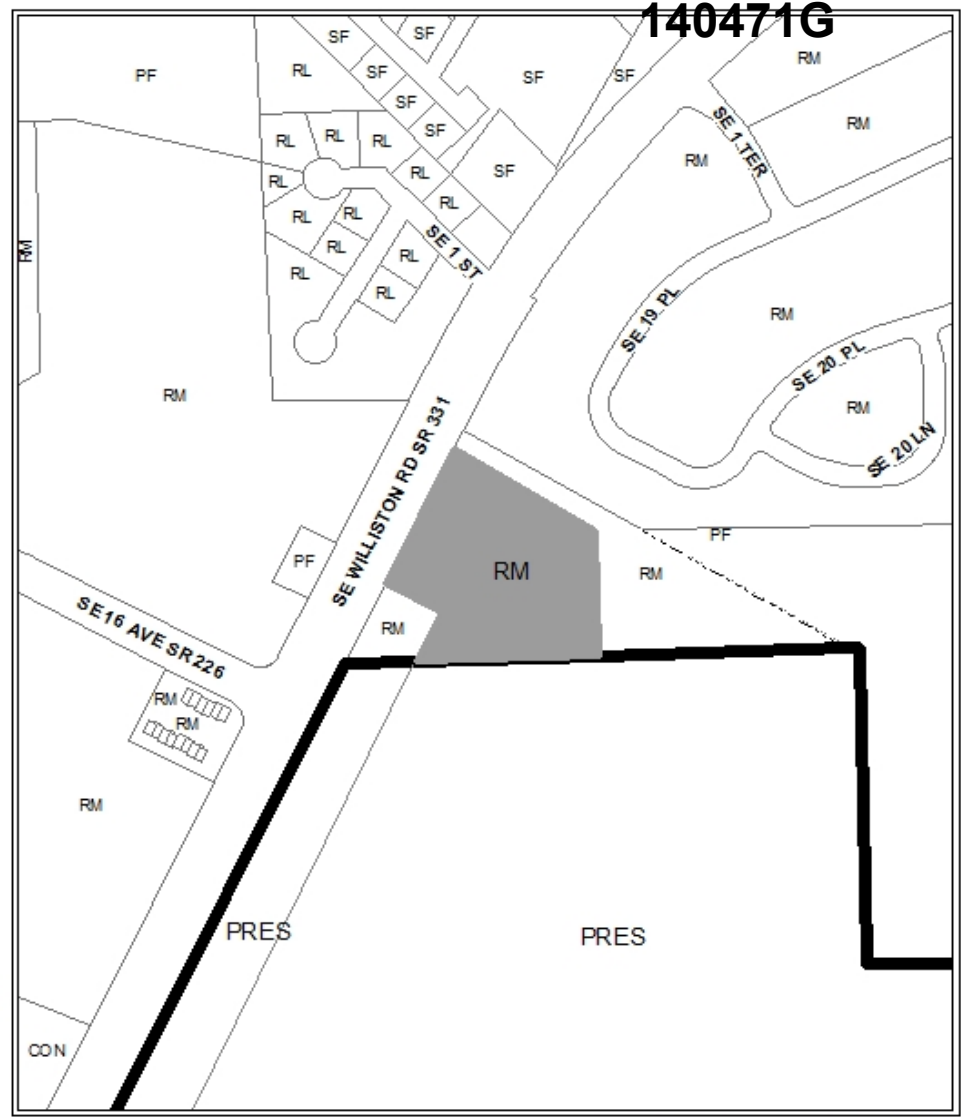 140471G
SF
SF
RM
PF
RL
SF
SF
SF
SF
RM
SF
RL
RL
RL
SE 1 TER
RM
RL
SF
RL
RL
RL
RL
SE 1 ST
RM
RL
RL
RL
RL
SE 19 PL
RM
SE 20 PL
RM
RM
SE 20 LN
SE WILLISTON RD SR 331
PF
PF
RM
RM
SE 16 AVE SR 226
RM
RM
RM
RM
PRES
PRES
CON